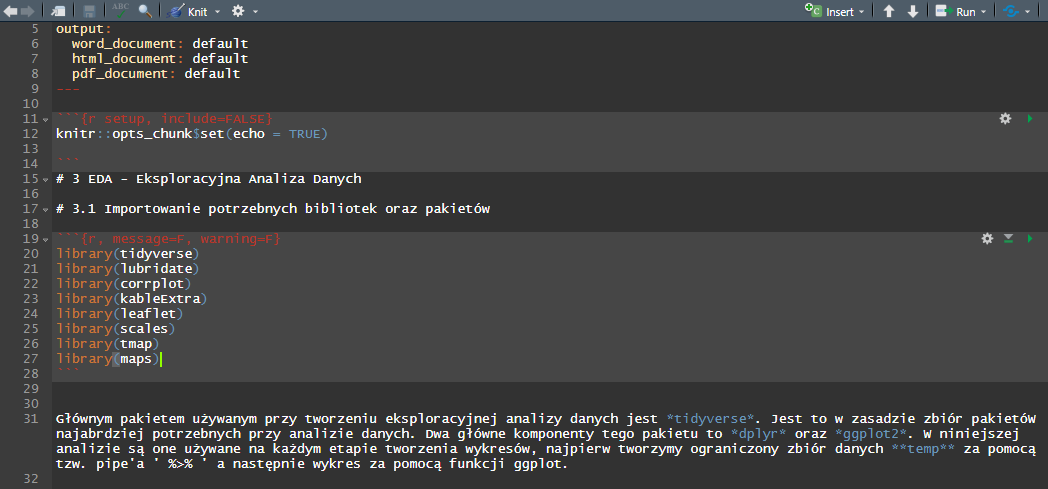 ABC Knit Insert Run
5 output:
6 word_document: default
7 html_document: default
8 pdf_document: default
9 ---
10
11 ```{r setup, include=FALSE}
12 knitr::opts_chunk$set(echo = TRUE)
13
14 ```
15 # 3 EDA - Eksploracyjna Analiza Danych
16
17 # 3.1 Importowanie potrzebnych bibliotek oraz pakietów
18
19 ```{r, message=F, warning=F}
20 library(tidyverse)
21 library(lubridate)
22 library(corrplot)
23 library(kableExtra)
24 library(leaflet)
25 library(scales)
26 library(tmap)
27 library(maps)
28 ```
29
30
31 Głównym pakietem używanym przy tworzeniu eksploracyjnej analizy danych jest *tidyverse*. Jest to w zasadzie zbiór pakietów
najabrdziej potrzebnych przy analizie danych. Dwa główne komponenty tego pakietu to *dplyr* oraz *ggplot2*. W niniejszej
analizie są one używane na każdym etapie tworzenia wykresów, najpierw tworzymy ograniczony zbiór danych **temp** za pomocą
tzw. pipe'a ' %>% ' a następnie wykres za pomocą funkcji ggplot.
32